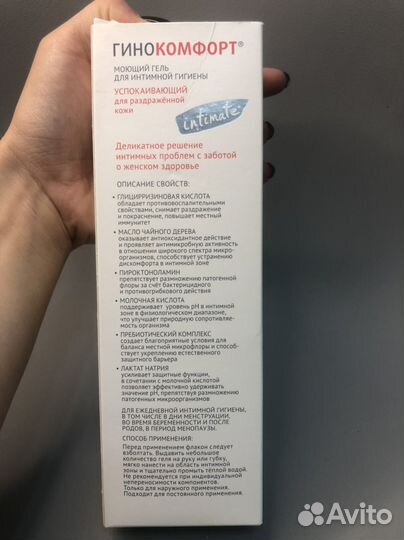 ГИНОКОМФОРТ®
МОЮЩИЙ ГЕЛЬ
ДЛЯ ИНТИМНОЙ ГИГИЕНЫ
УСПОКАИВАЮЩИЙ
для раздражённой
кожи
intimate
Деликатное решение
интимных проблем с заботой
о женском здоровье
ОПИСАНИЕ СВОЙСТВ:
• ГЛИЦИРРИЗИНОВАЯ КИСЛОТА
обладает противовоспалительными
свойствами, снимает раздражение
и покраснение, повышает местный
иммунитет
• МАСЛО ЧАЙНОГО ДЕРЕВА
оказывает антиоксидантное действие
и проявляет антимикробную активность
в отношении широкого спектра микро-
организмов, способствует устранению
дискомфорта в интимной зоне
• ПИРОКТОНОЛАМИН
препятствует размножению патогенной
флоры за счёт бактерицидного
и противогрибкового действия
• МОЛОЧНАЯ КИСЛОТА
поддерживает уровень pH в интимной
зоне в физиологическом диапазоне,
что улучшает природную сопротивляе-
мость организма
• ПРЕБИОТИЧЕСКИЙ КОМПЛЕКС
создает благоприятные условия для
баланса местной микрофлоры и способ-
ствует укреплению естественного
защитного барьера
• ЛАКТАТ НАТРИЯ
усиливает защитные функции,
в сочетании с молочной кислотой
позволяет эффективно удерживать
значение pH, препятствуя размножению
патогенных микроорганизмов
ДЛЯ ЕЖЕДНЕВНОЙ ИНТИМНОЙ ГИГИЕНЫ,
В ТОМ ЧИСЛЕ В ДНИ МЕНСТРУАЦИИ,
ВО ВРЕМЯ БЕРЕМЕННОСТИ И ПОСЛЕ
РОДОВ, В ПЕРИОД МЕНОПАУЗЫ.
СПОСОБ ПРИМЕНЕНИЯ:
Перед применением флакон следует
взболтать. Выдавить небольшое
количество геля на руку или губку,
мягко нанести на область интимной
зоны и тщательно промыть тёплой водой.
Не рекомендуется при индивидуальной
непереносимости компонентов.
Только для наружного применения.
Подходит для постоянного применения.
Avito